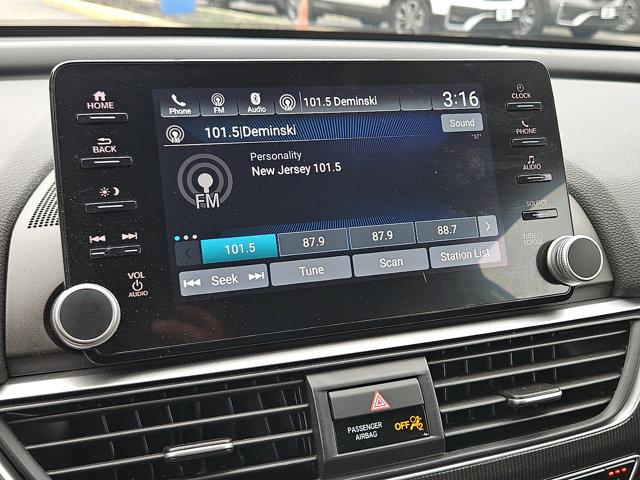 HOME
BACK
VOL
AUDIO
Phone
FM
Audio
101.5 Deminski
3:16
101.5|Deminski
Sound
"ST"
FM
Personality
New Jersey 101.5
101.5
87.9
87.9
88.7
Seek
Tune
Scan
Station List
CLOCK
PHONE
AUDIO
SOURCE
TUNE/
SCROLL
PASSENGER
AIRBAG
OFF
2